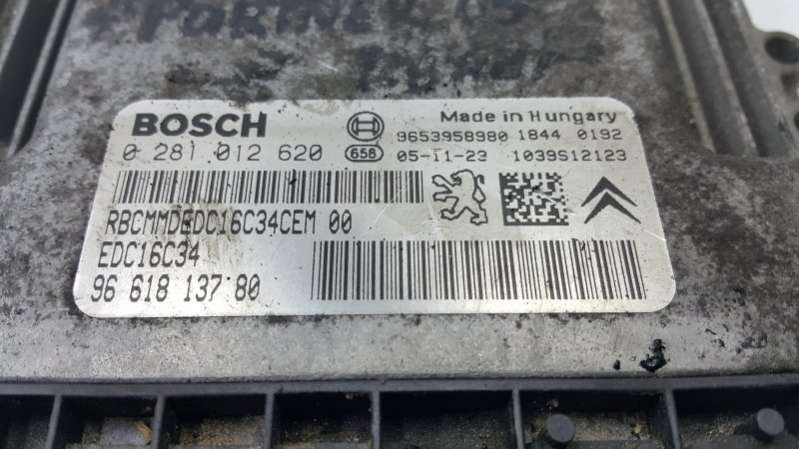 BOSCH
Made in Hungary
9653958980 1844 0192
0 281 012 620
658 05-11-23 1039S12123
RBCMMDEDC16C34CEM 00
EDC16C34
96 618 137 80